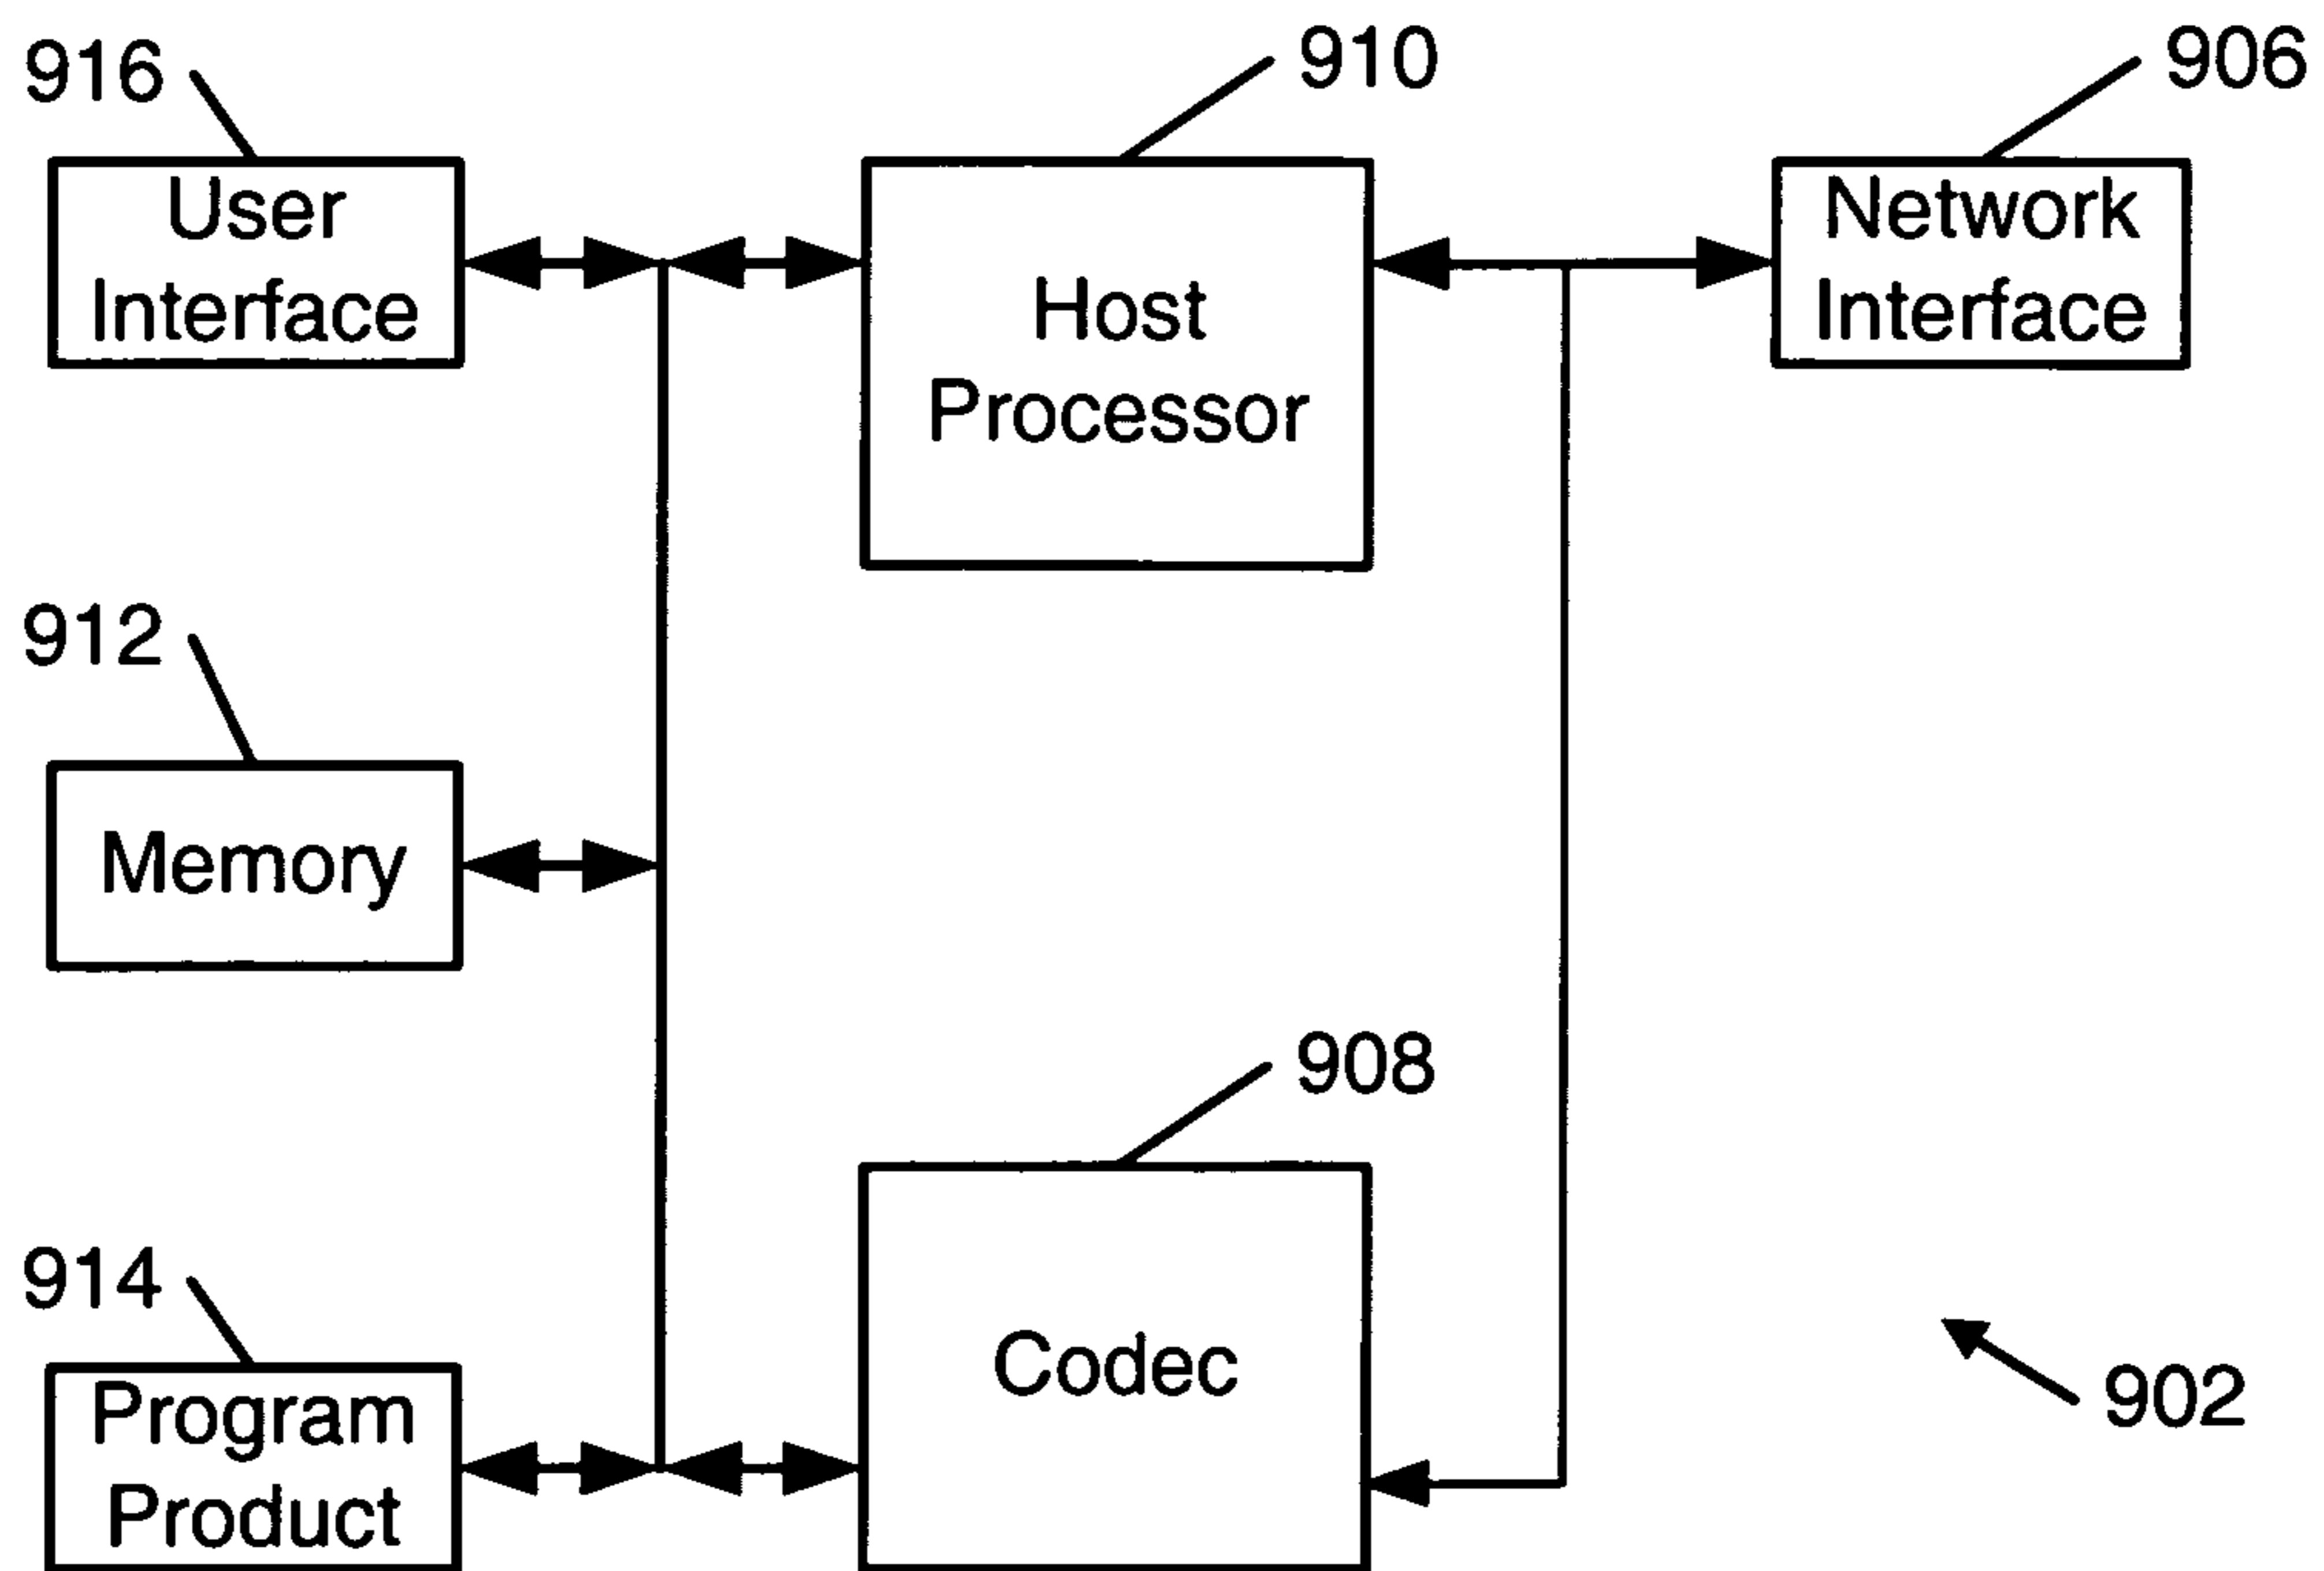 916
910
906
User
Interface
Host
Processor
Network
Interface
912
Memory
908
914
Codec
Program
Product
902